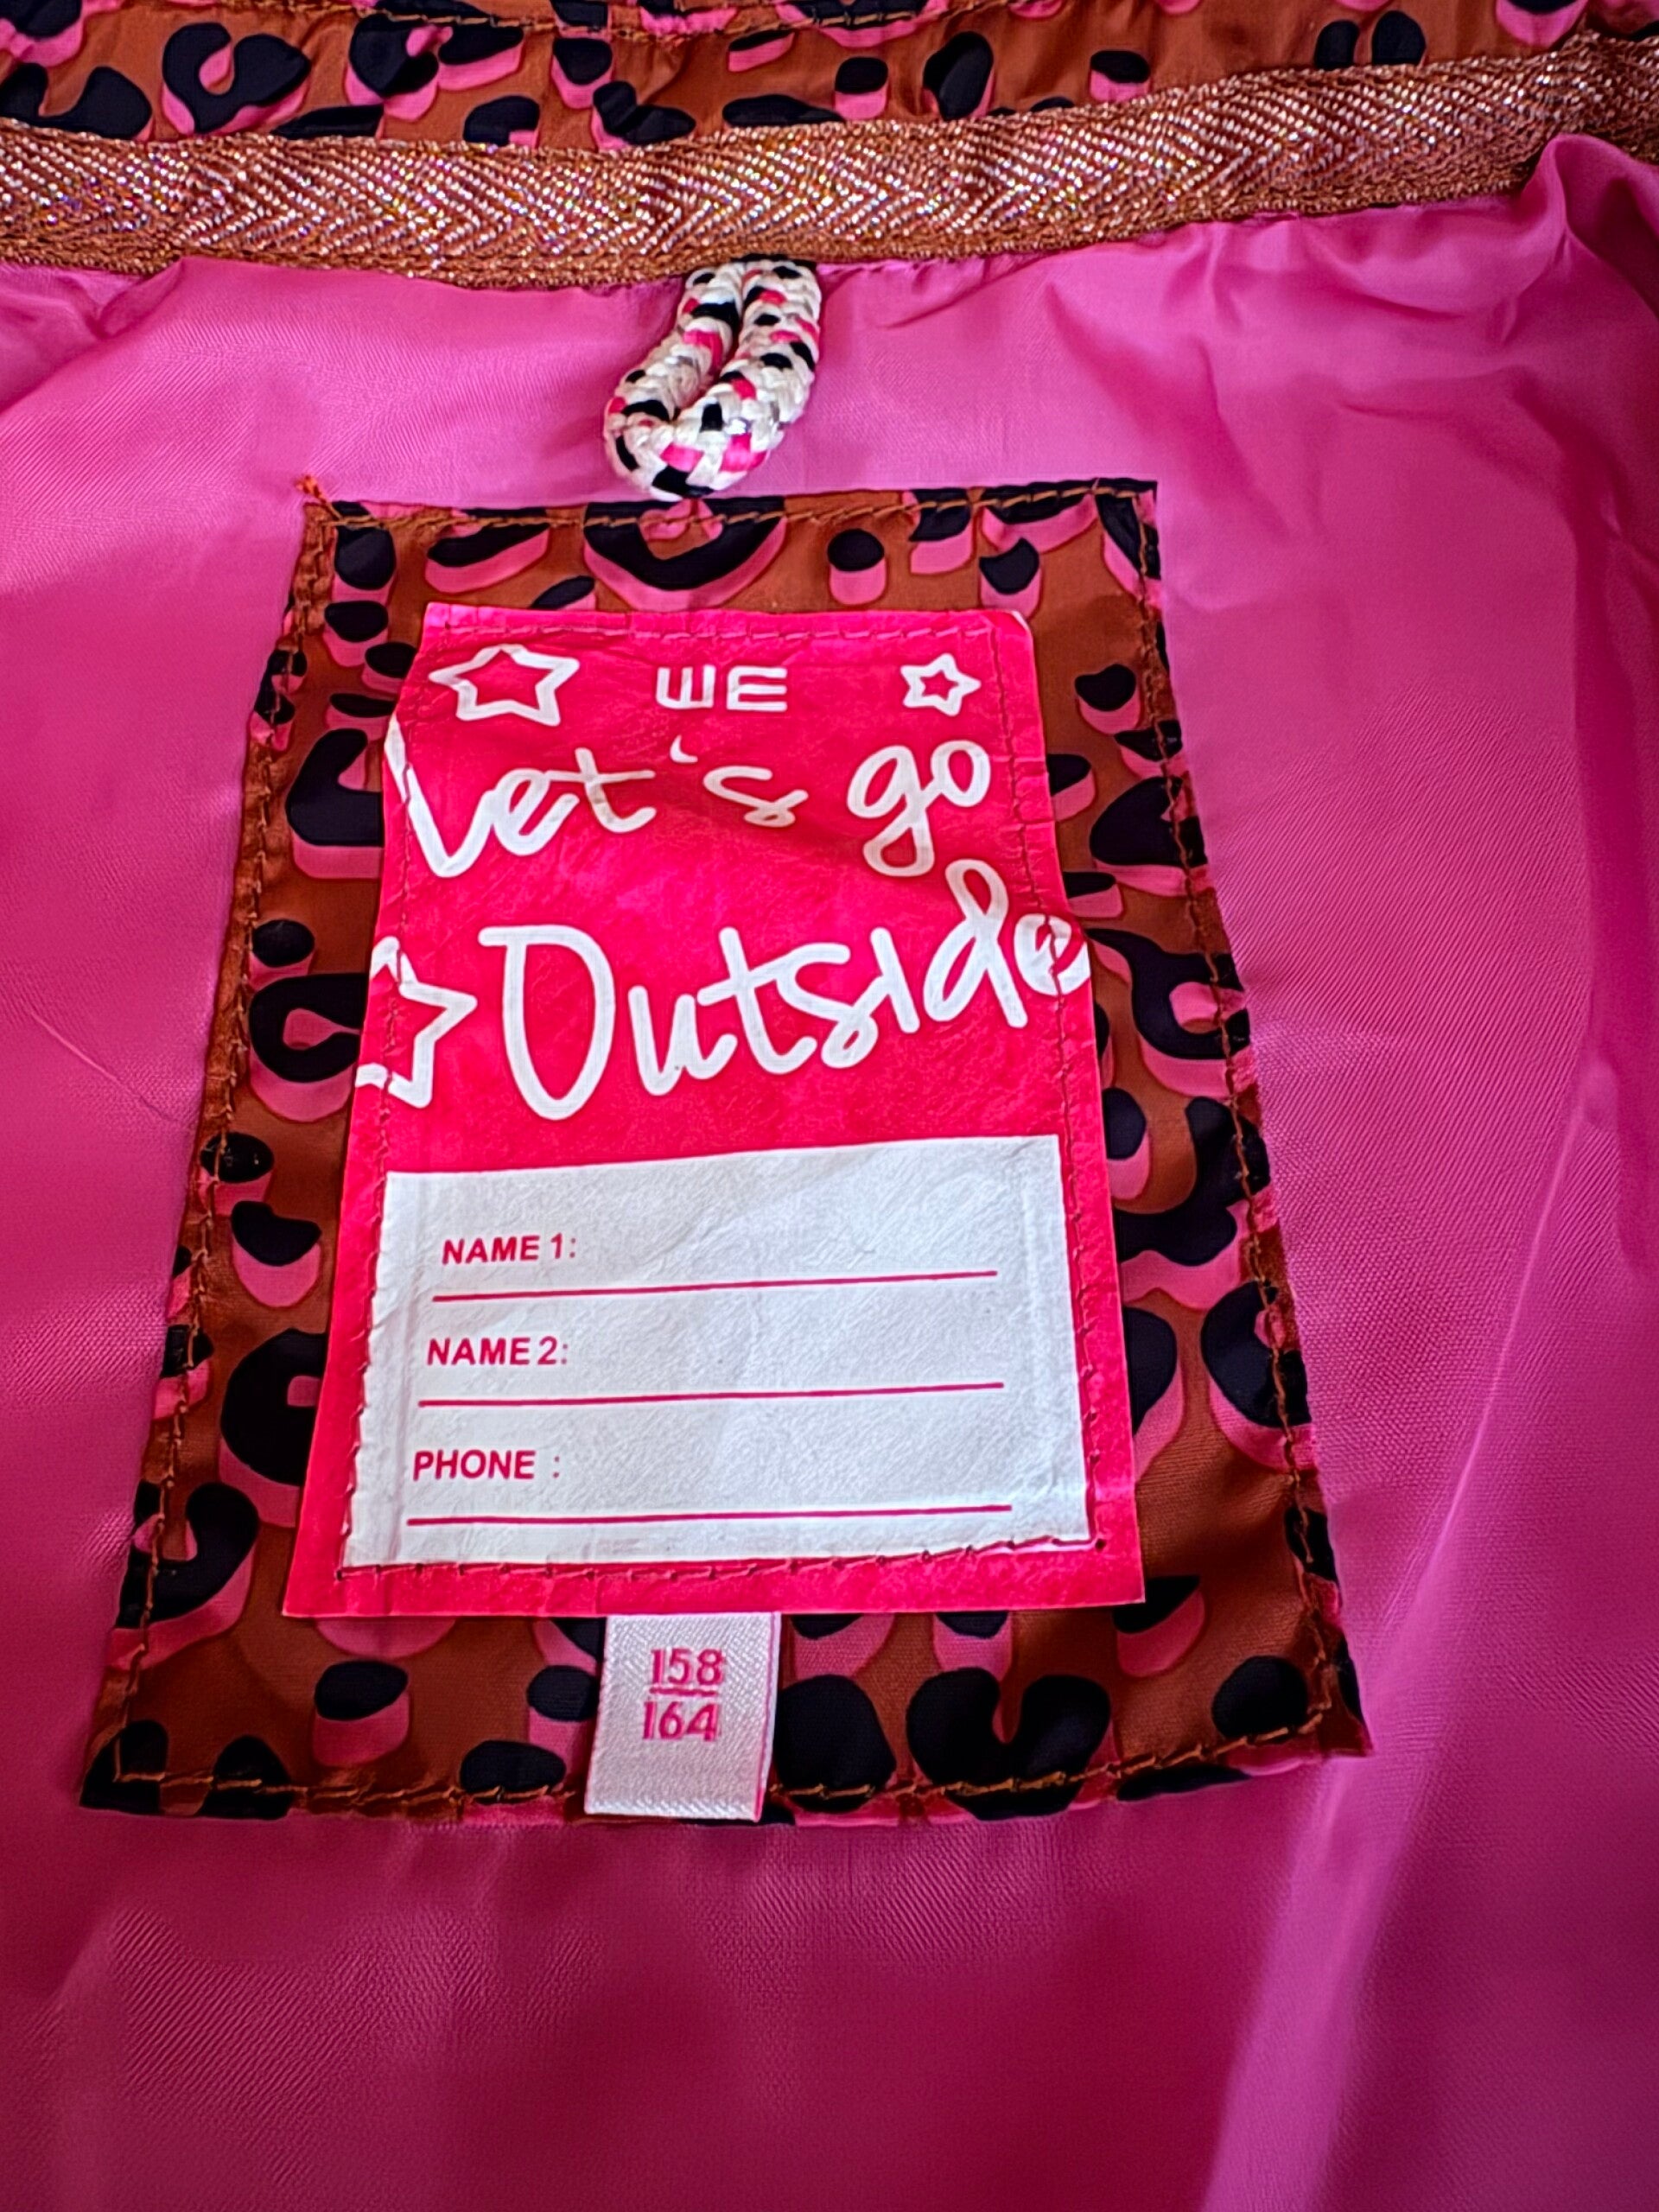 WE
Let's go
Outside
NAME 1:
NAME 2:
PHONE :
158
164